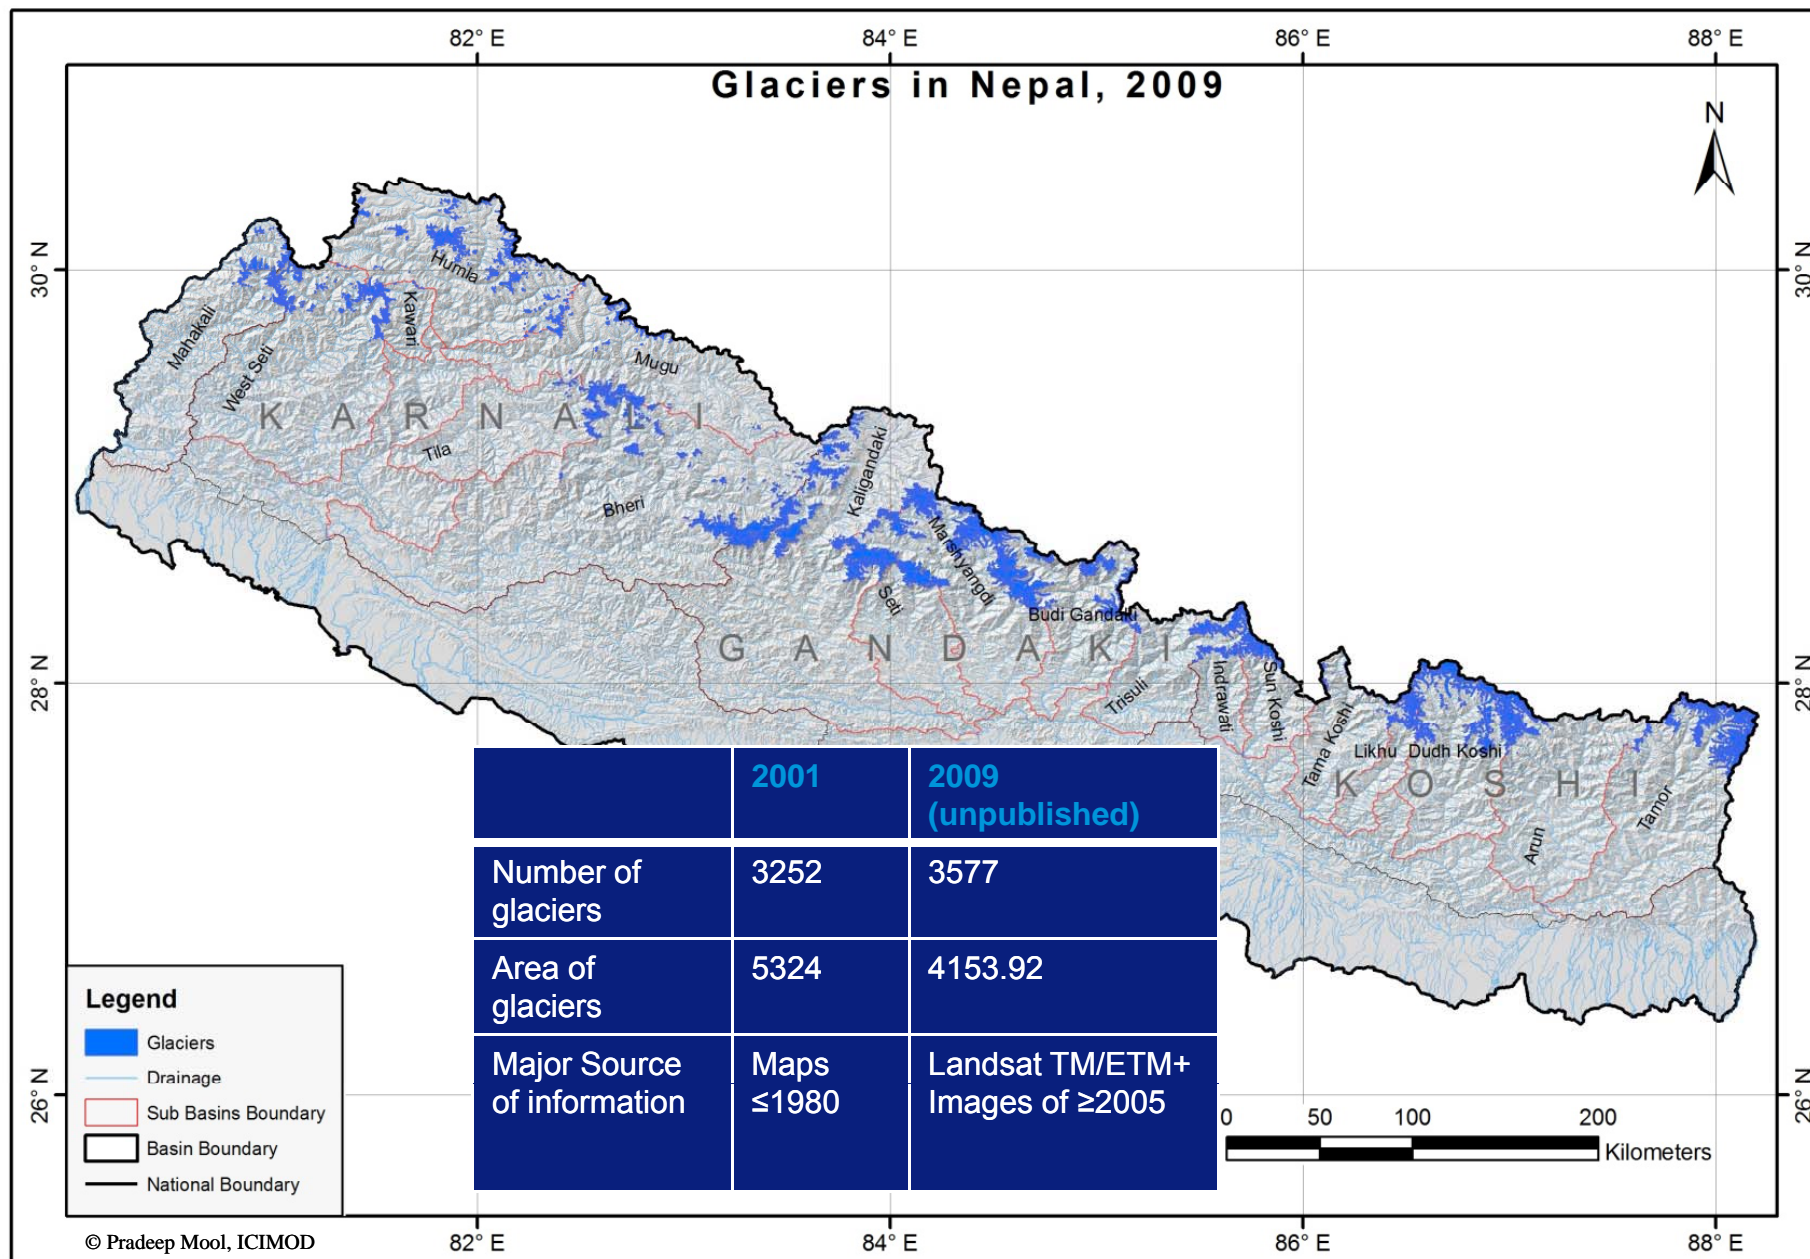 82° E 84° E 86° E 88° E
Glaciers in Nepal, 2009
N
30° N 30° N
Humla
Kawari
Mahakali
Mugu
West Seti
K A R N A L I
Tila
Kaligandaki
Bheri
Marshyangdi
Seti
Budi Gandaki
G A N D A K I
28° N 28° N
Trisuli
Indrawati
Sun Koshi
Tama Koshi
Likhu Dudh Koshi
K O S H I
Tamor
Arun
2001 2009
(unpublished)
Number of
glaciers
3252 3577
Area of
glaciers
5324 4153.92
Major Source
of information
Maps
≤1980
Landsat TM/ETM+
Images of ≥2005
Legend
Glaciers
Drainage
Sub Basins Boundary
Basin Boundary
National Boundary
26° N 26° N
0 50 100 200
Kilometers
© Pradeep Mool, ICIMOD
82° E 84° E 86° E 88° E